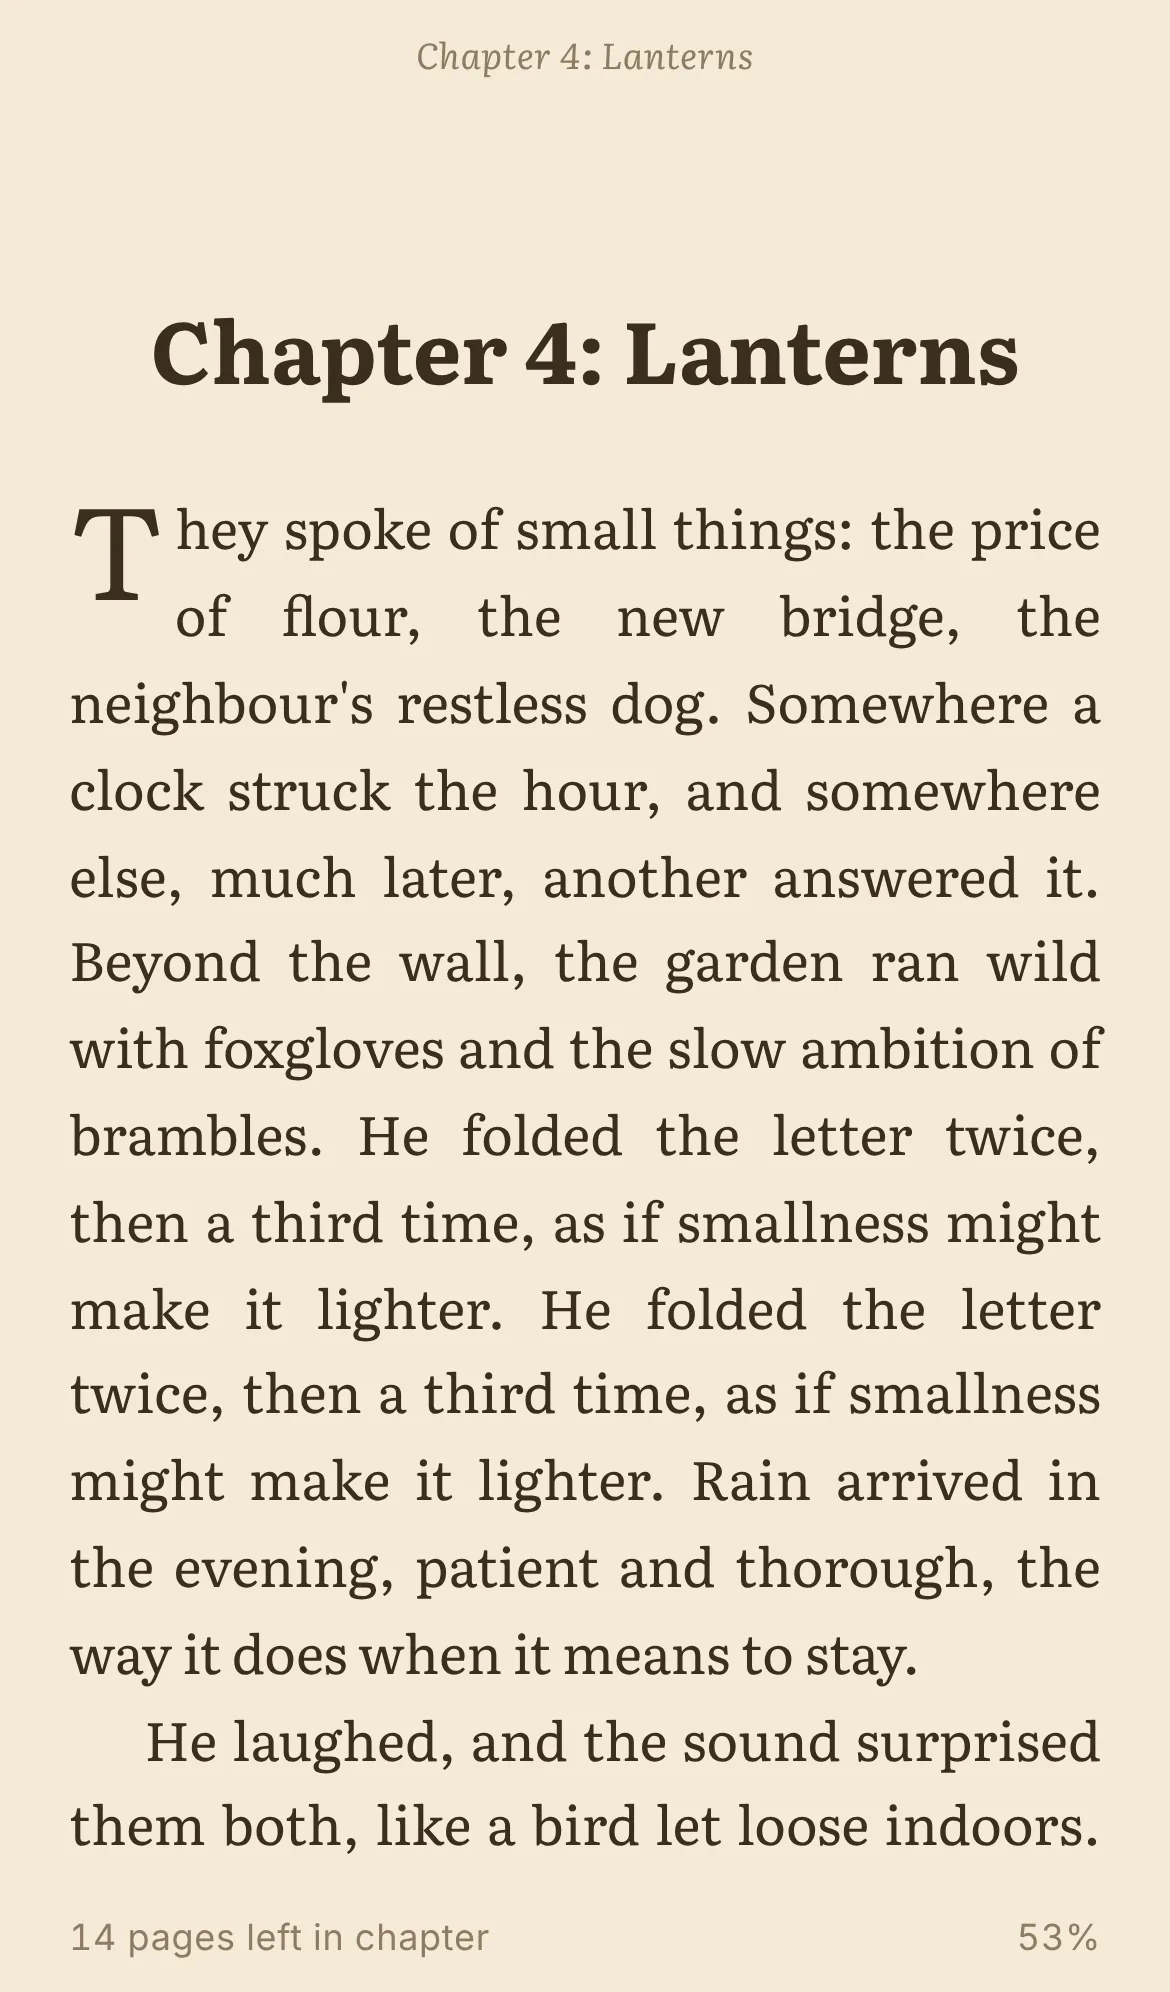 Chapter 4: Lanterns
Chapter 4: Lanterns
They spoke of small things: the price
of flour, the new bridge, the
neighbour's restless dog. Somewhere a
clock struck the hour, and somewhere
else, much later, another answered it.
Beyond the wall, the garden ran wild
with foxgloves and the slow ambition of
brambles. He folded the letter twice,
then a third time, as if smallness might
make it lighter. He folded the letter
twice, then a third time, as if smallness
might make it lighter. Rain arrived in
the evening, patient and thorough, the
way it does when it means to stay.
He laughed, and the sound surprised
them both, like a bird let loose indoors.
14 pages left in chapter
53%